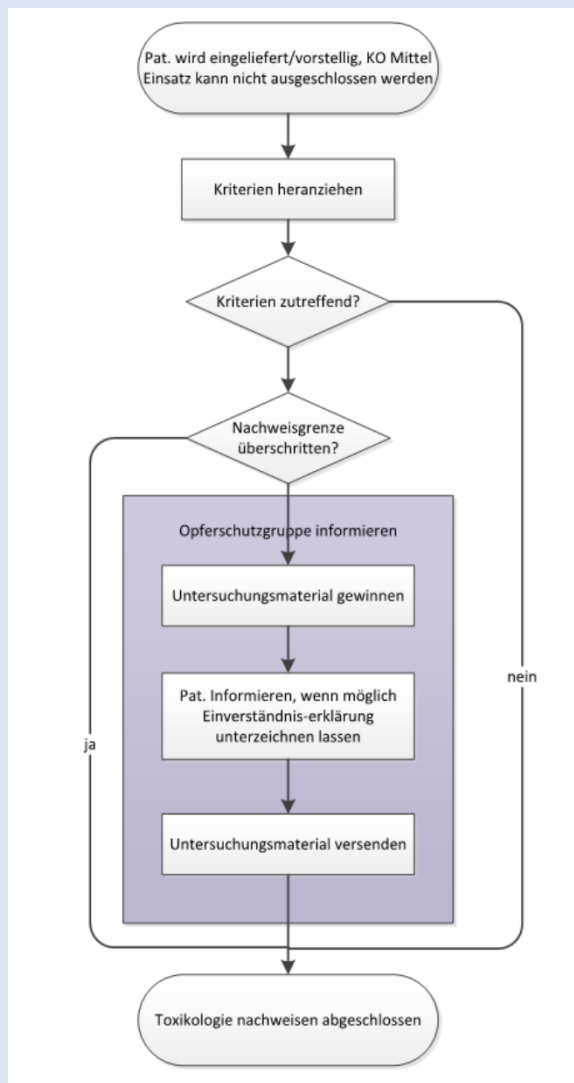 Pat. wird eingeliefert/vorstellig, KO Mittel
Einsatz kann nicht ausgeschlossen werden
Kriterien heranziehen
Kriterien zutreffend?
Nachweisgrenze
überschritten?
Opferschutzgruppe informieren
Untersuchungsmaterial gewinnen
nein
Pat. Informieren, wenn möglich
Einverständnis-erklärung
unterzeichnen lassen
ja
Untersuchungsmaterial versenden
Toxikologie nachweisen abgeschlossen